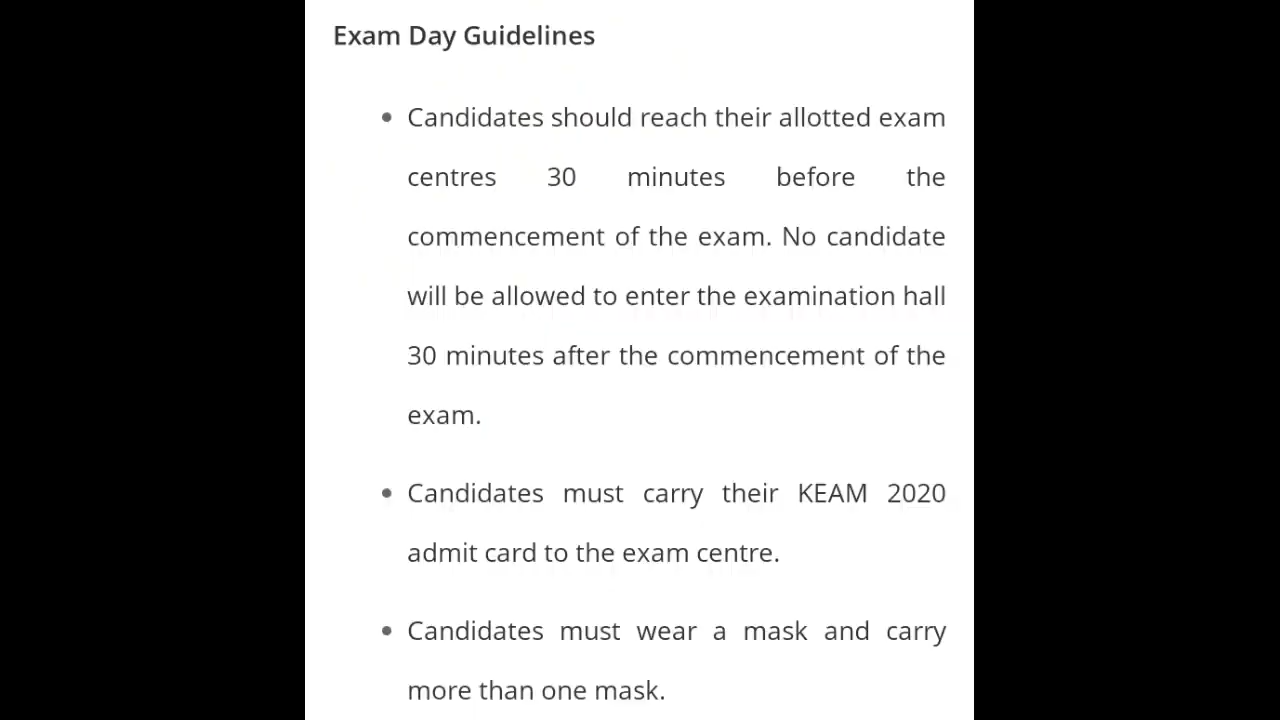 Exam Day Guidelines
• Candidates should reach their allotted exam
centres 30 minutes before the
commencement of the exam. No candidate
will be allowed to enter the examination hall
30 minutes after the commencement of the
exam.
• Candidates must carry their KEAM 2020
admit card to the exam centre.
• Candidates must wear a mask and carry
more than one mask.